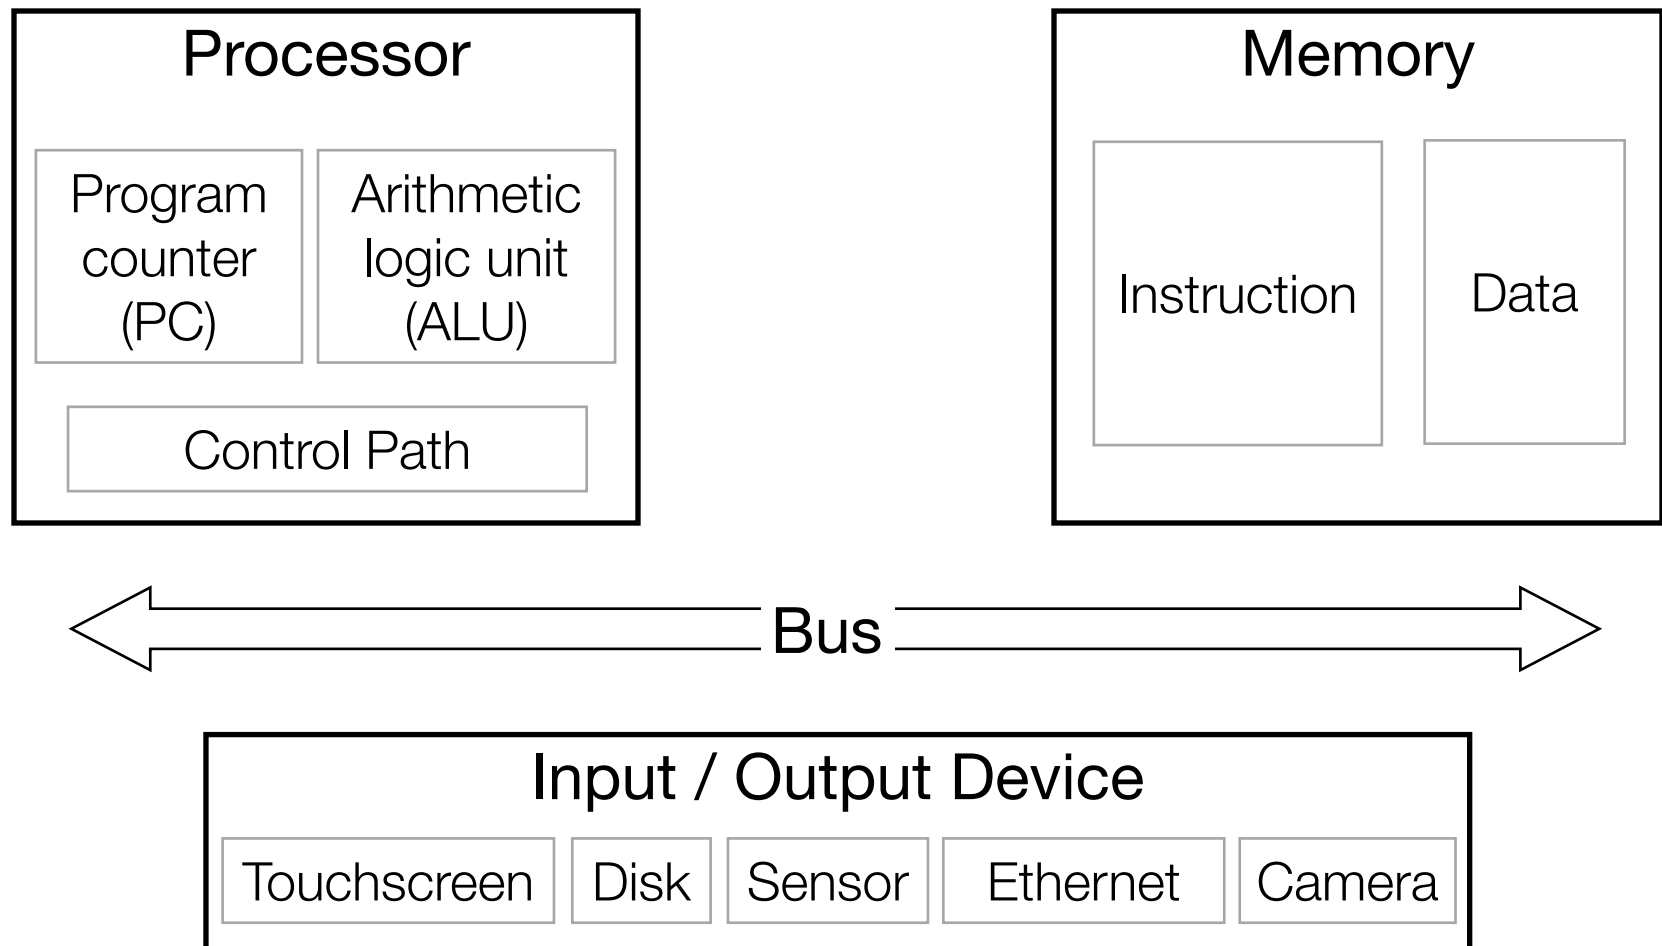 Processor
Program
counter
(PC)
Arithmetic
logic unit
(ALU)
Control Path
Memory
Instruction
Data
Bus
Input / Output Device
Touchscreen
Disk
Sensor
Ethernet
Camera